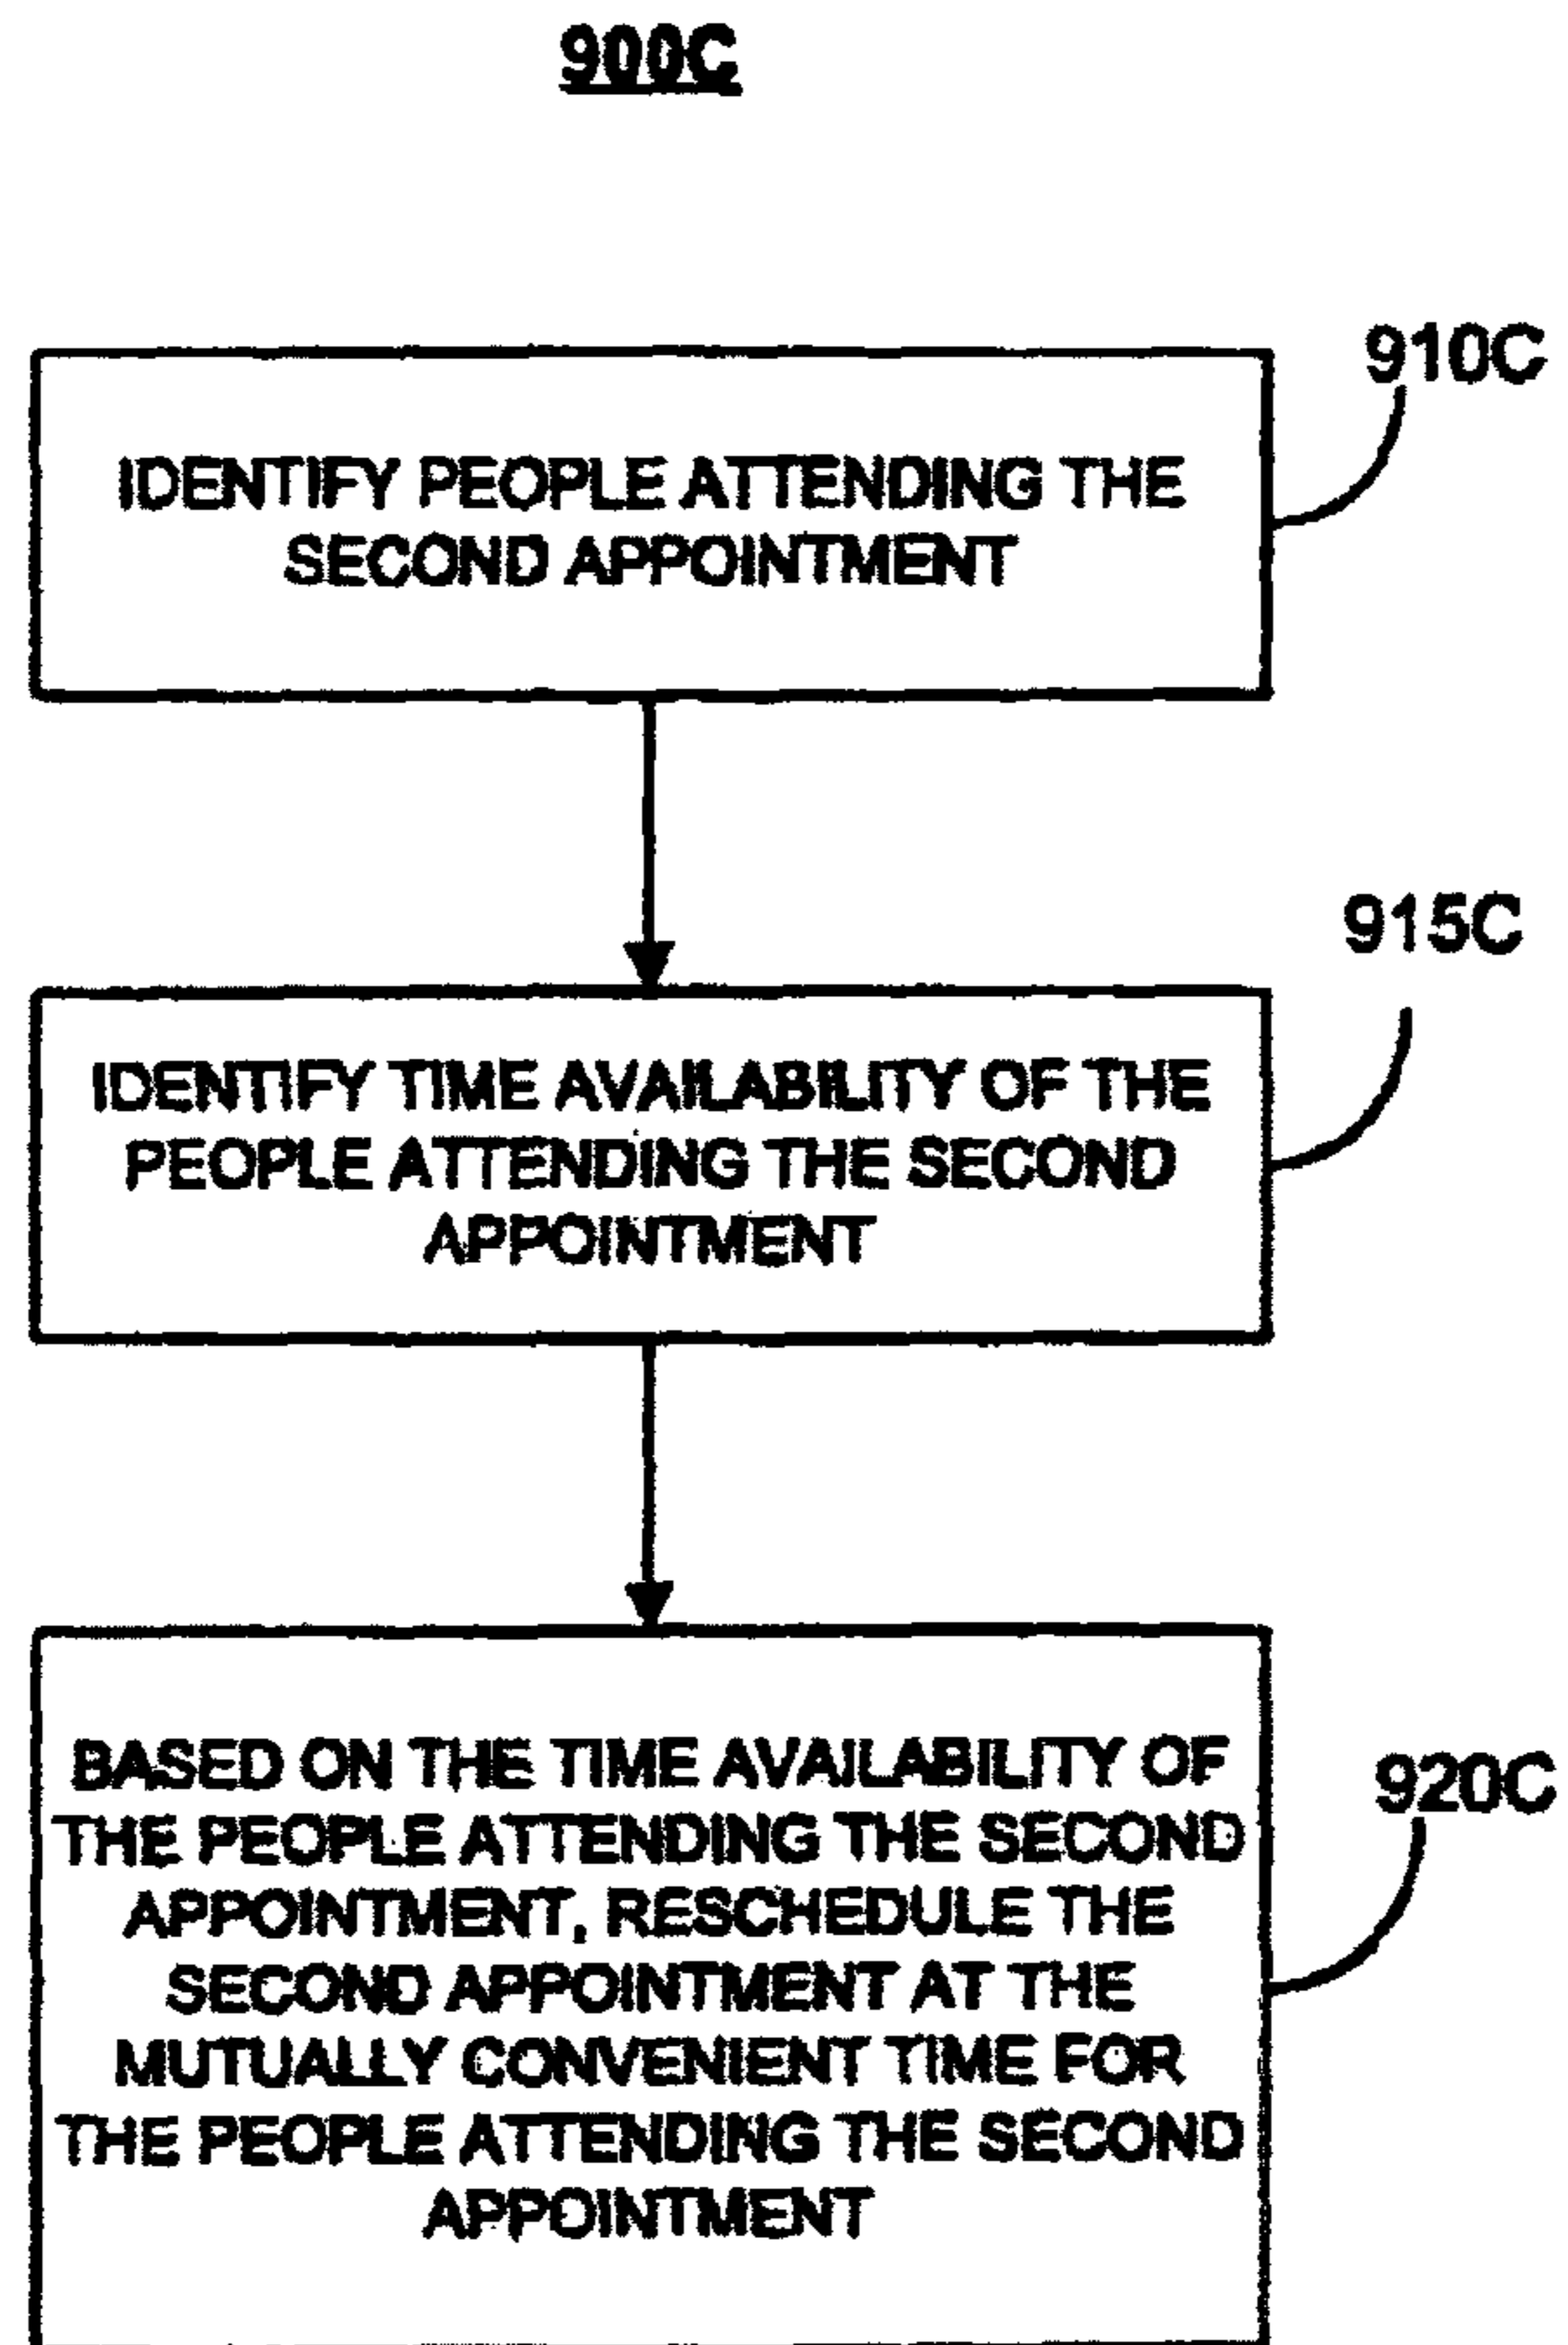 900C
910C
IDENTIFY PEOPLE ATTENDING THE
SECOND APPOINTMENT
915C
IDENTIFY TIME AVAILABILITY OF THE
PEOPLE ATTENDING THE SECOND
APPOINTMENT
BASED ON THE TIME AVAILABILITY OF
920C
THE PEOPLE ATTENDING THE SECOND
APPOINTMENT, RESCHEDULE THE
SECOND APPOINTMENT AT THE
MUTUALLY CONVENIENT TIME FOR
THE PEOPLE ATTENDING THE SECOND
APPOINTMENT